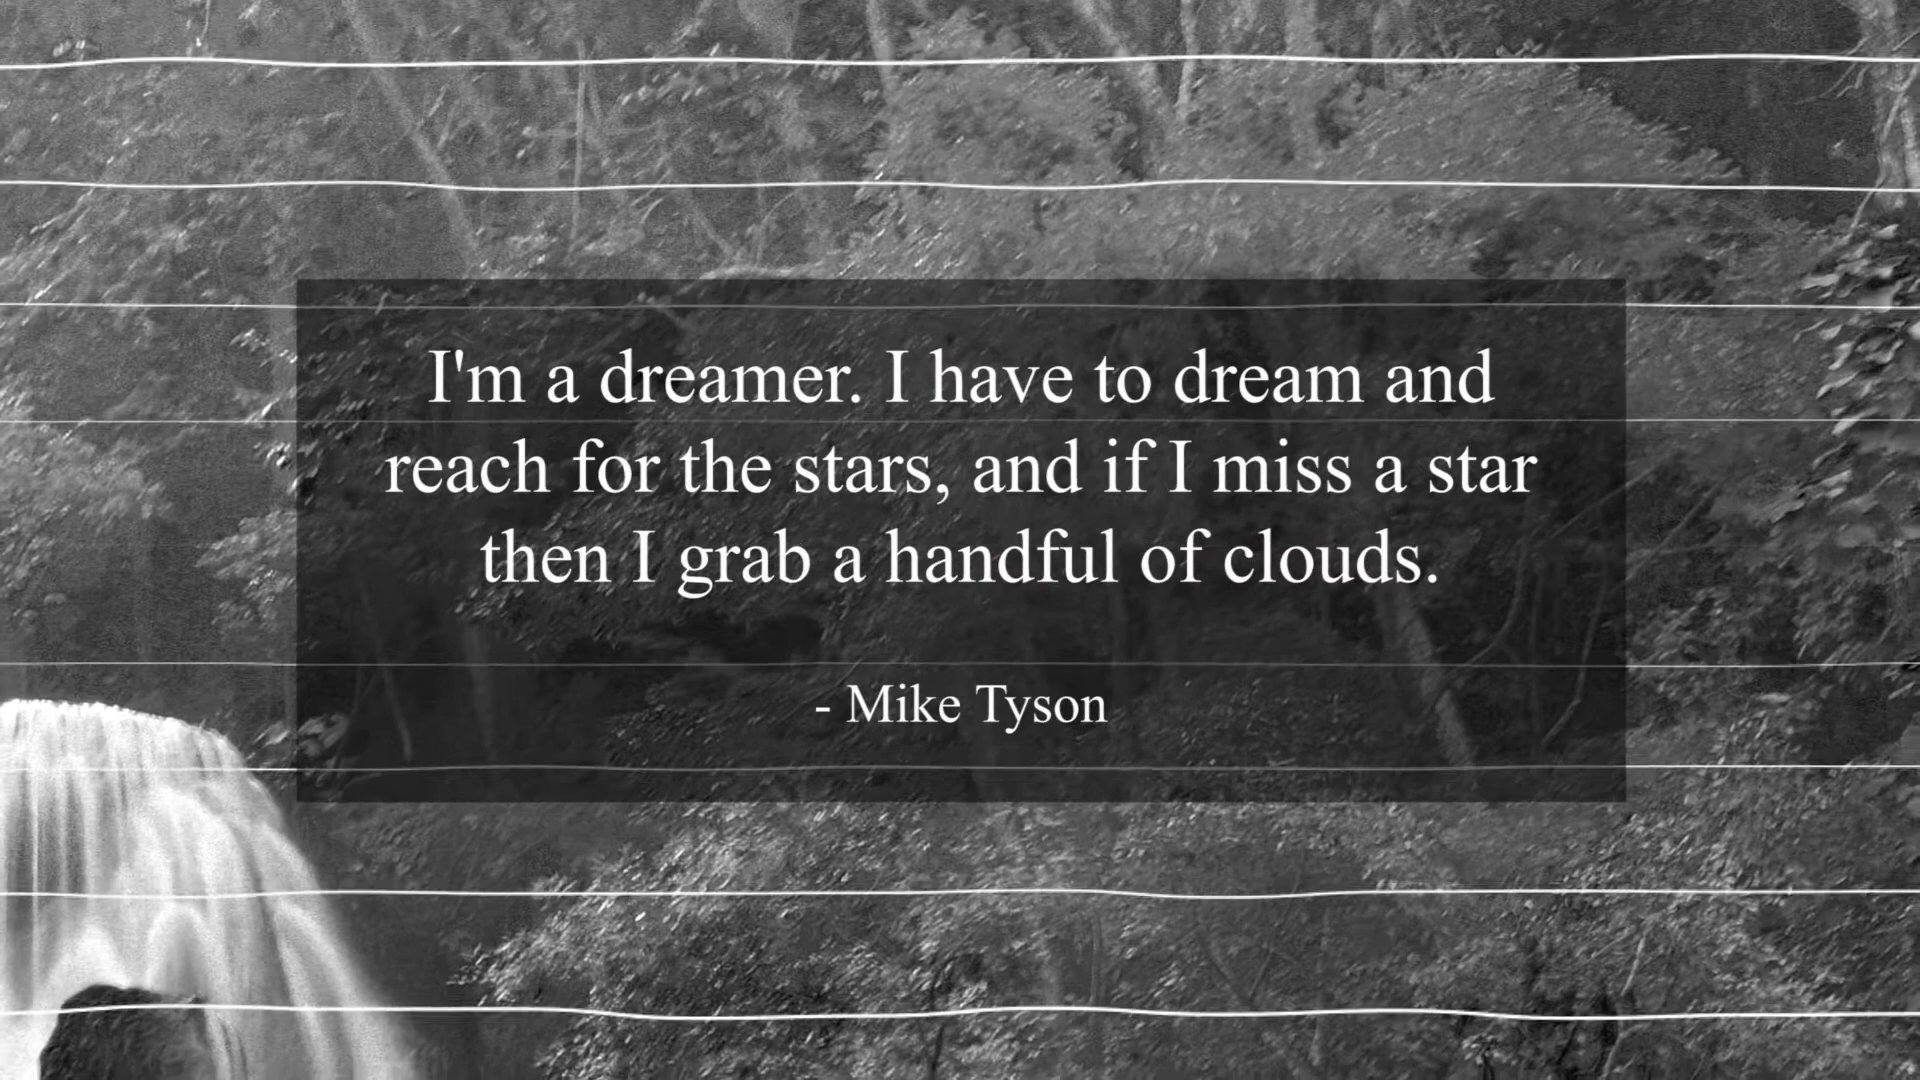 I'm a dreamer. I have to dream and
reach for the stars, and if I miss a star
then I grab a handful of clouds.
- Mike Tyson